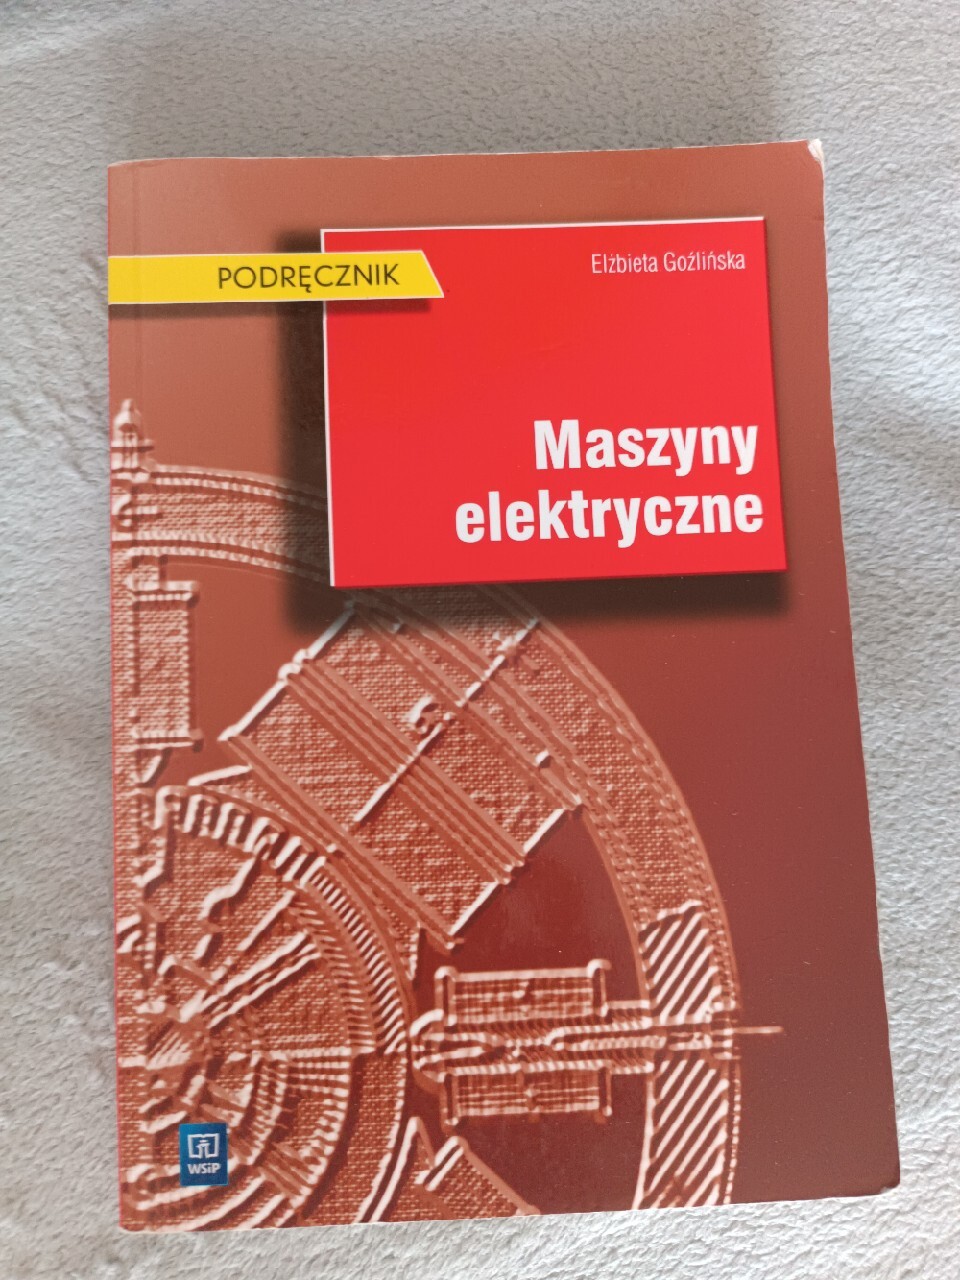 PODRĘCZNIK
Elżbieta Goźlińska
Maszyny
elektryczne
WSiP